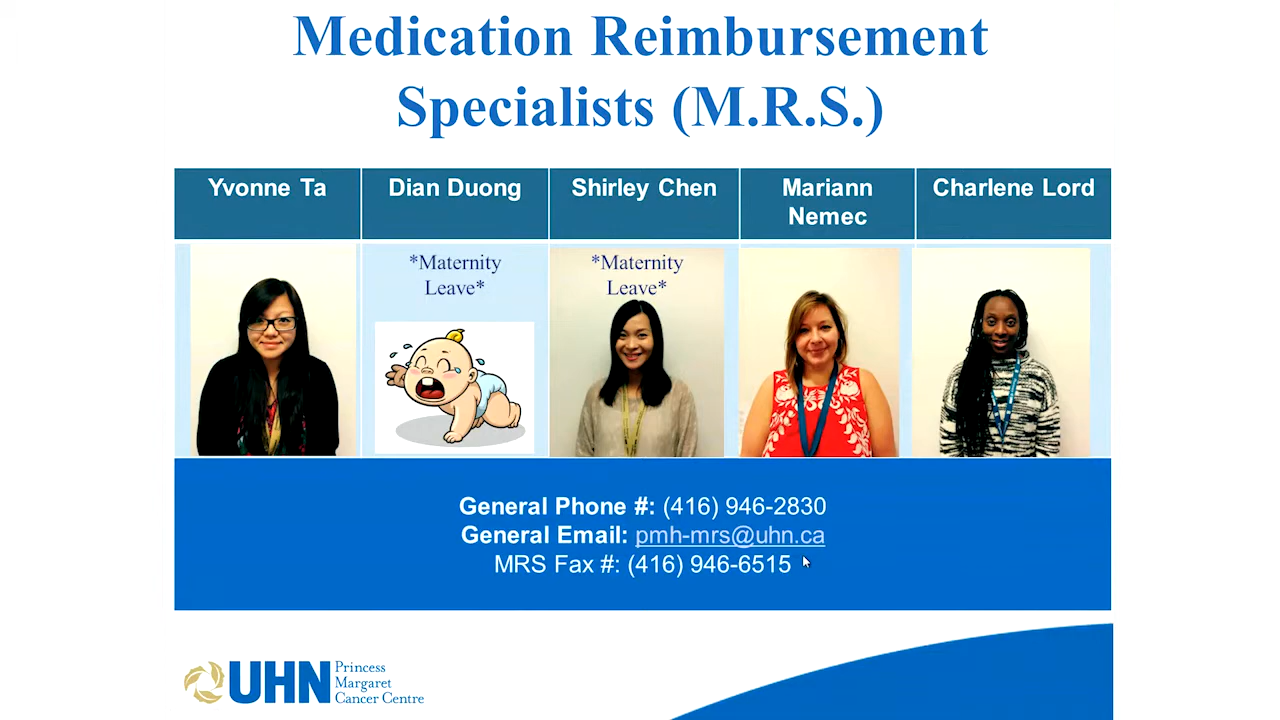 Medication Reimbursement
Specialists (M.R.S.)
Yvonne Ta
Dian Duong
Shirley Chen
Mariann
Nemec
Charlene Lord
*Maternity
Leave*
*Maternity
Leave*
General Phone #: (416) 946-2830
General Email: pmh-mrs@uhn.ca
MRS Fax #: (416) 946-6515
UHN
Princess
Margaret
Cancer Centre